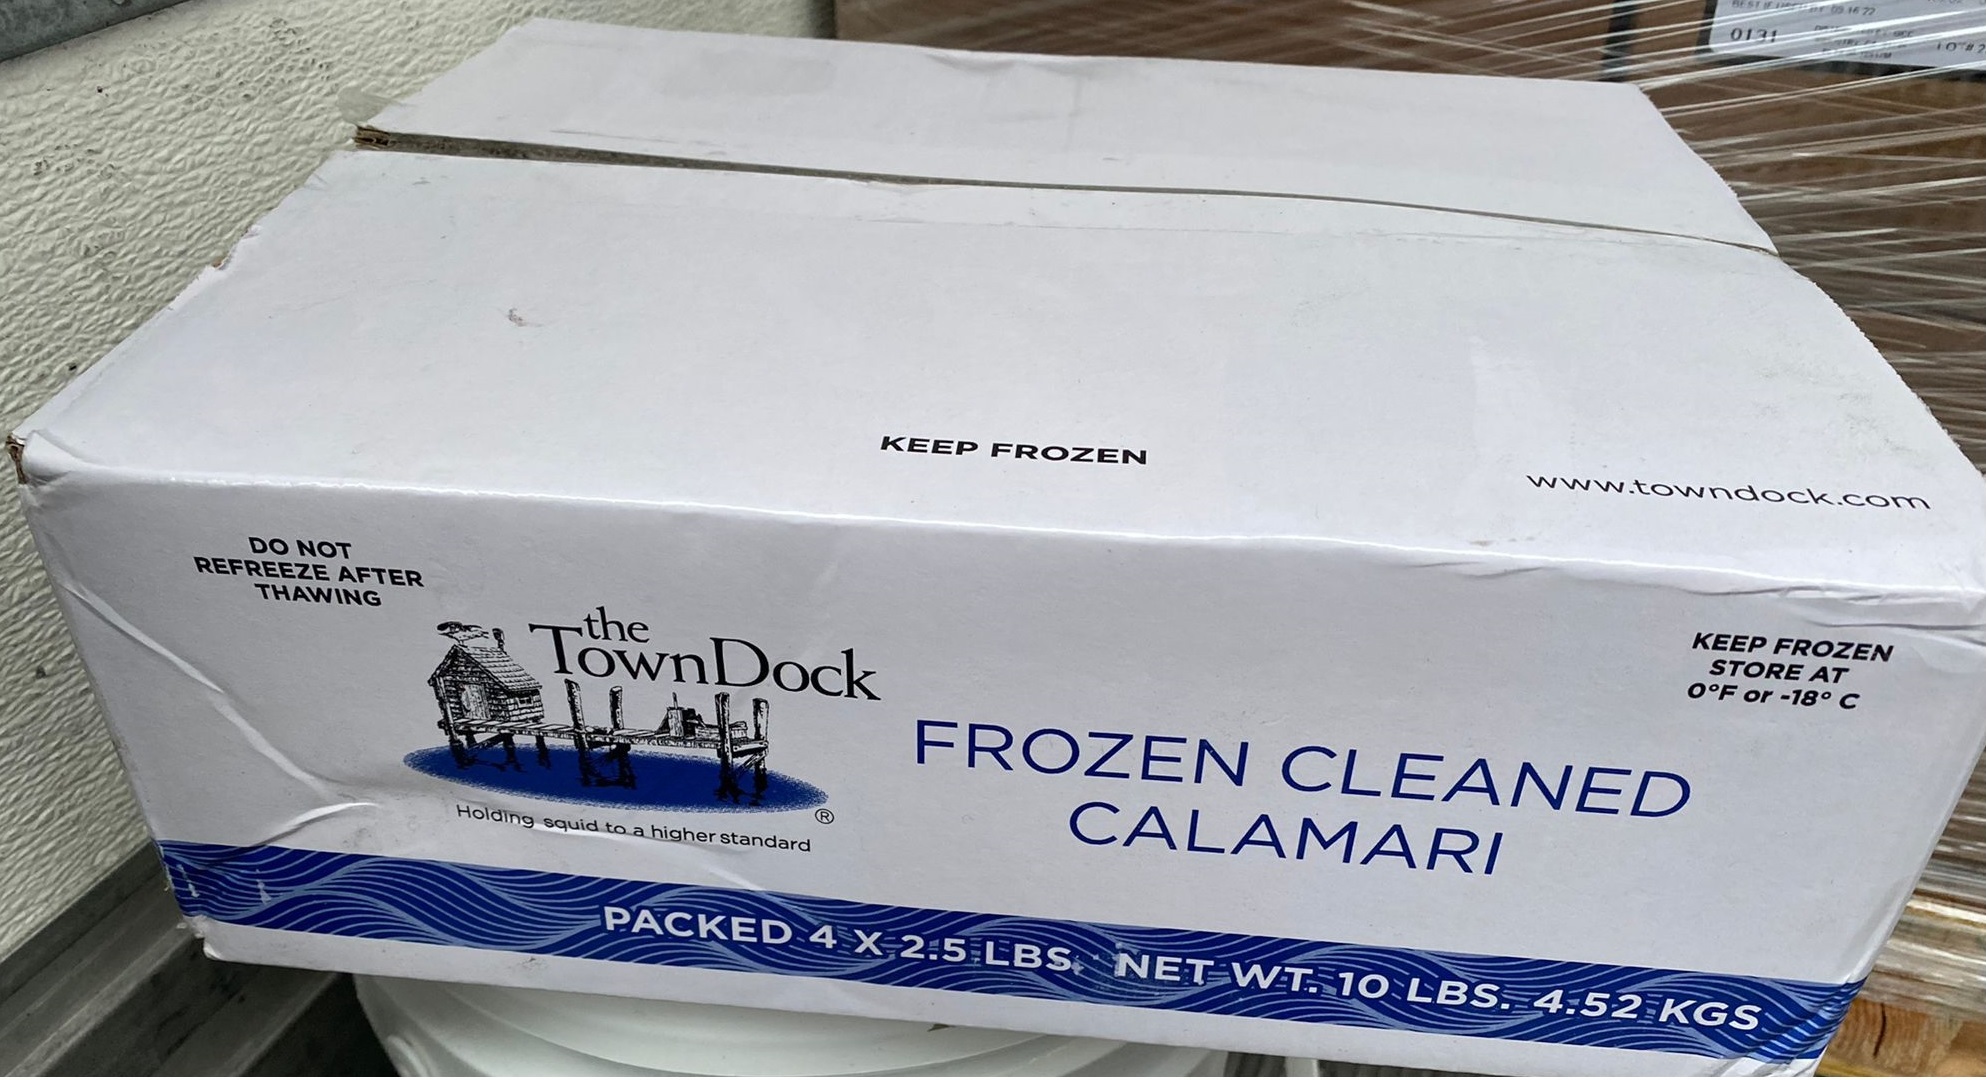 0131
KEEP FROZEN
www.towndock.com
DO NOT
REFREEZE AFTER
THAWING
the
TownDock
®
Holding squid to a higher standard
KEEP FROZEN
STORE AT
0°F or -18° C
FROZEN CLEANED
CALAMARI
PACKED 4 X 2.5 LBS. NET WT. 10 LBS. 4.52 KGS